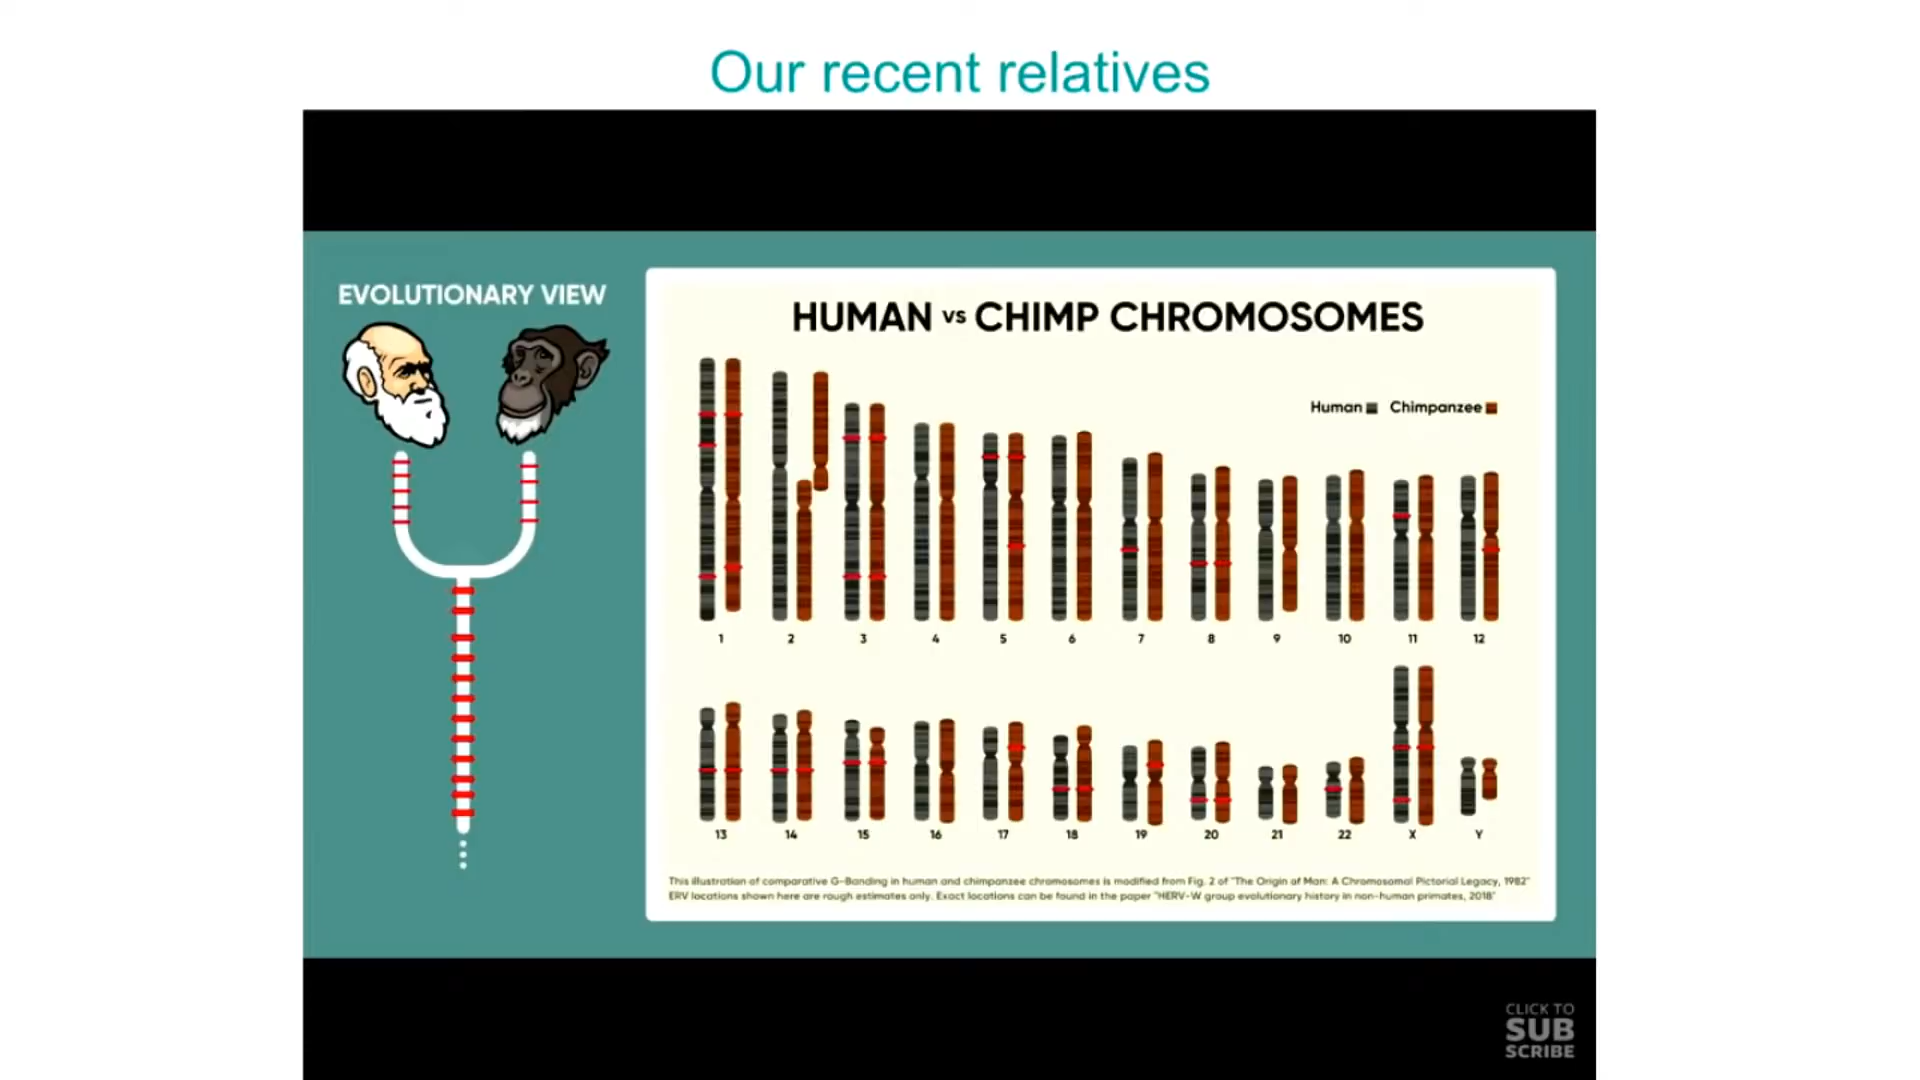 Our recent relatives
EVOLUTIONARY VIEW
HUMAN vs CHIMP CHROMOSOMES
Human Chimpanzee
1 2 3 4 5 6 7 8 9 10 11 12
13 14 15 16 17 18 19 20 21 22 X Y
This illustration of comparative G-Banding in human and chimpanzee chromosomes is modified from Fig. 2 of "The Origin of Man: A Chromosomal Pictorial Legacy, 1982"
ERV locations shown here are rough estimates only. Exact locations can be found in the paper "HERV-W group evolutionary history in non-human primates, 2018"
CLICK TO
SUB
SCRIBE